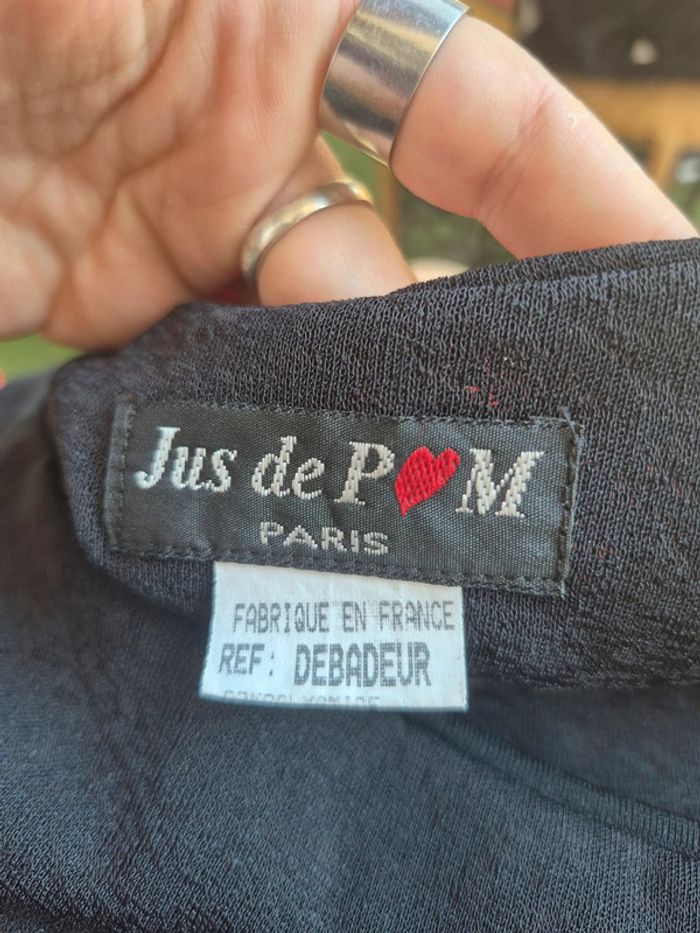 Jus de P❤M
PARIS
FABRIQUE EN FRANCE
REF: DEBADEUR